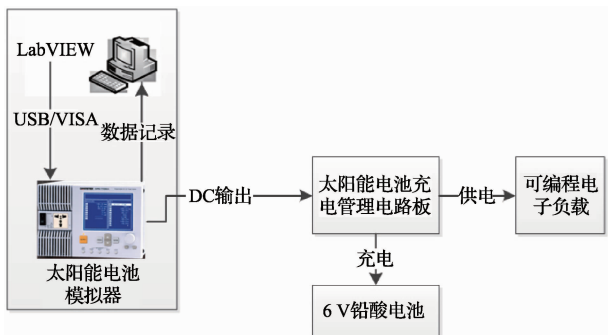 LabVIEW
USB/VISA
数据记录
太阳能电池
模拟器
DC输出
太阳能电池充
电管理电路板
供电
可编程电
子负载
充电
6 V铅酸电池